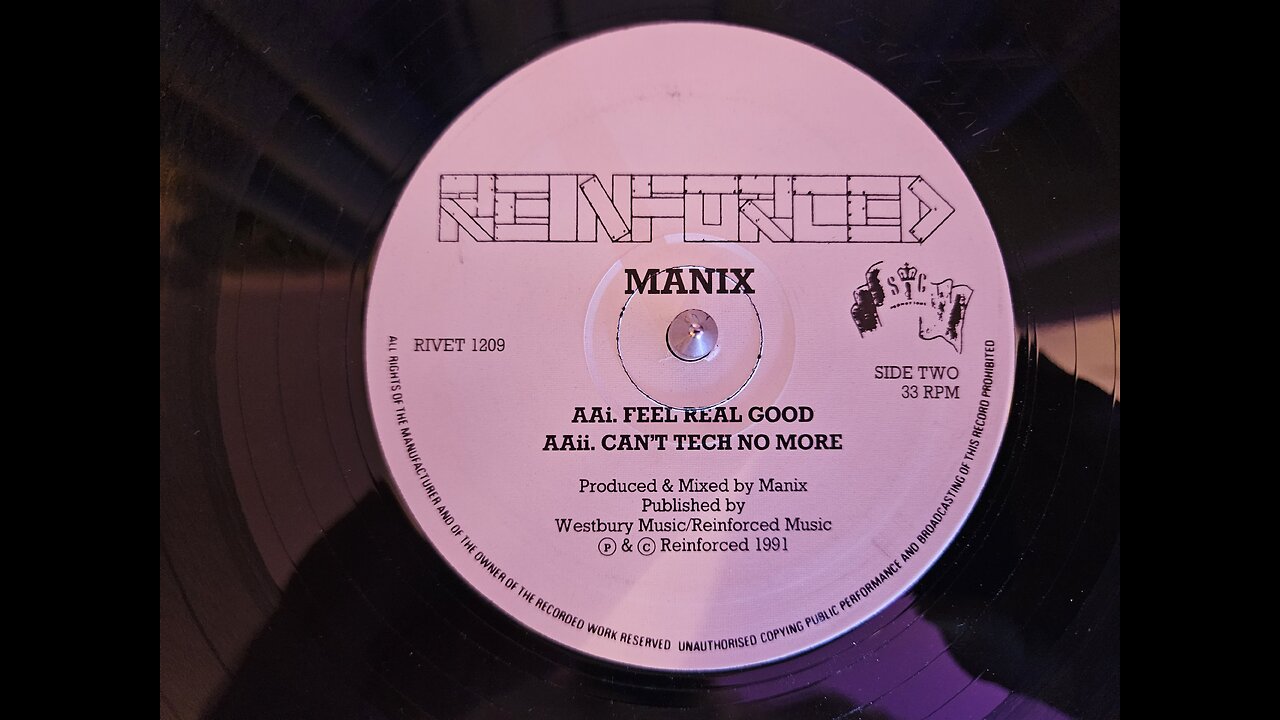 REINFORCED
MANIX
S T C
PROMOTIONS
RIVET 1209
SIDE TWO
33 RPM
AAi. FEEL REAL GOOD
AAii. CAN'T TECH NO MORE
Produced & Mixed by Manix
Published by
Westbury Music/Reinforced Music
Ⓟ & © Reinforced 1991
ALL RIGHTS OF THE MANUFACTURER AND OF THE OWNER OF THE RECORDED WORK RESERVED UNAUTHORISED COPYING PUBLIC PERFORMANCE AND BROADCASTING OF THIS RECORD PROHIBITED